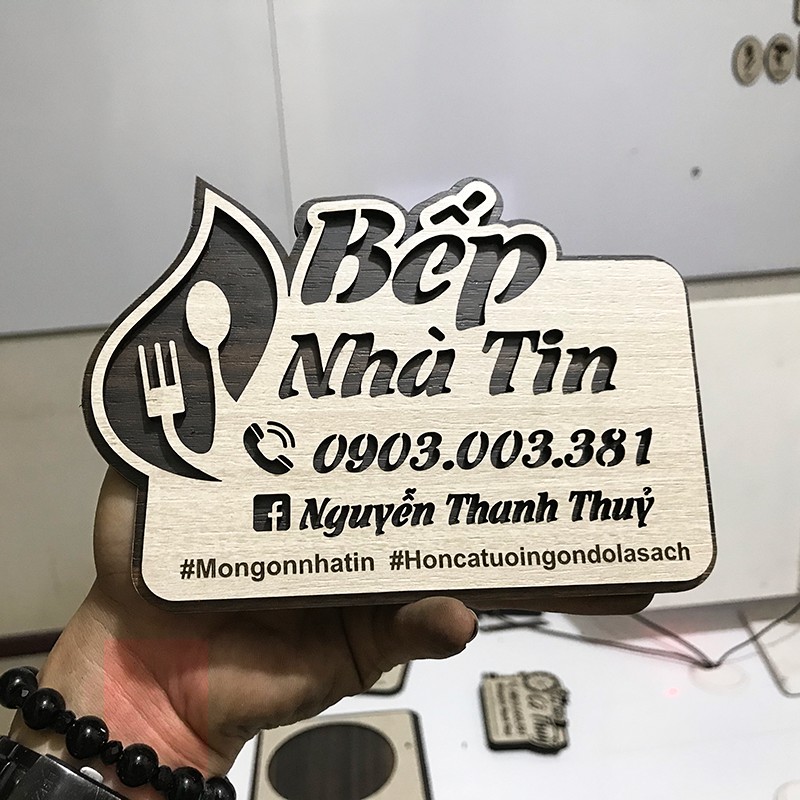 Bếp
Nhà Tin
0903.003.381
Nguyễn Thanh Thuỷ
#Mongonnhatin #Honcatuoingondolasach